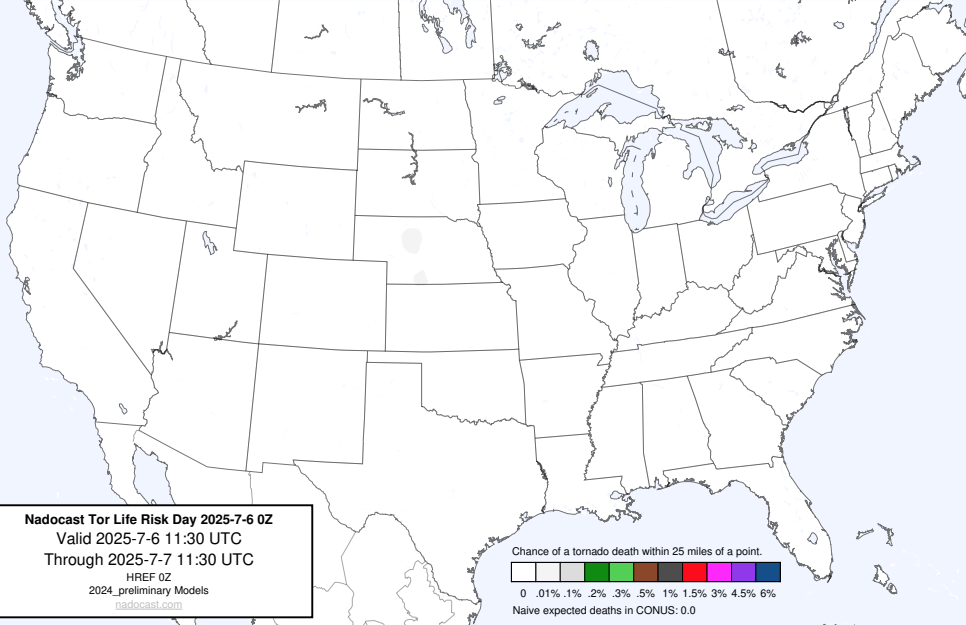 Nadocast Tor Life Risk Day 2025-7-6 0Z
Valid 2025-7-6 11:30 UTC
Through 2025-7-7 11:30 UTC
HREF 0Z
2024_preliminary Models
nadocast.com
Chance of a tornado death within 25 miles of a point.
0 .01% .1% .2% .3% .5% 1% 1.5% 3% 4.5% 6%
Naive expected deaths in CONUS: 0.0